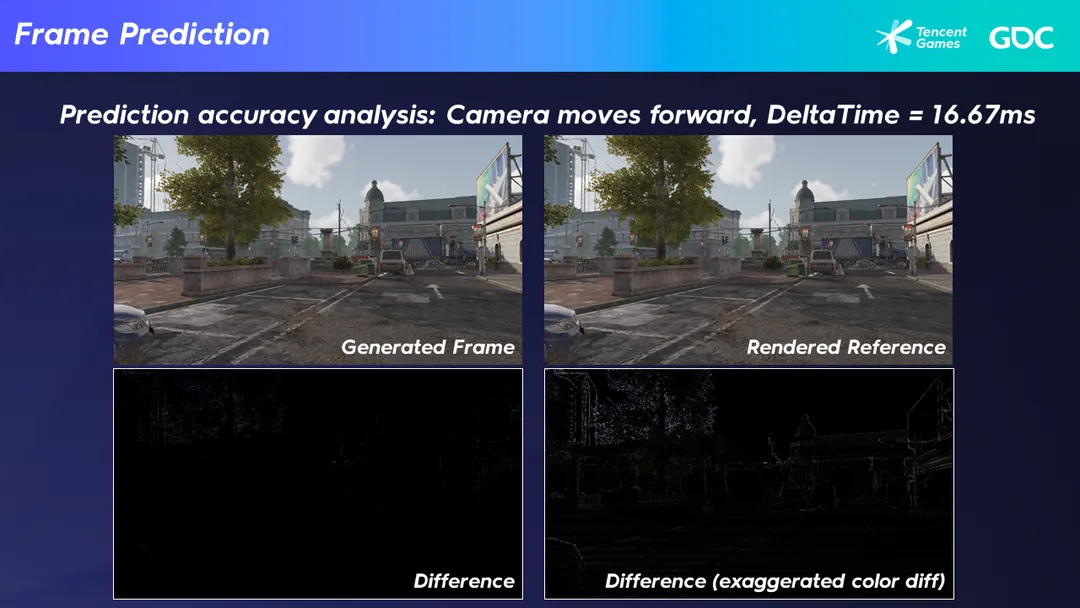 Frame Prediction
Tencent
Games
GDC
Prediction accuracy analysis: Camera moves forward, DeltaTime = 16.67ms
Generated Frame
Rendered Reference
Difference
Difference (exaggerated color diff)